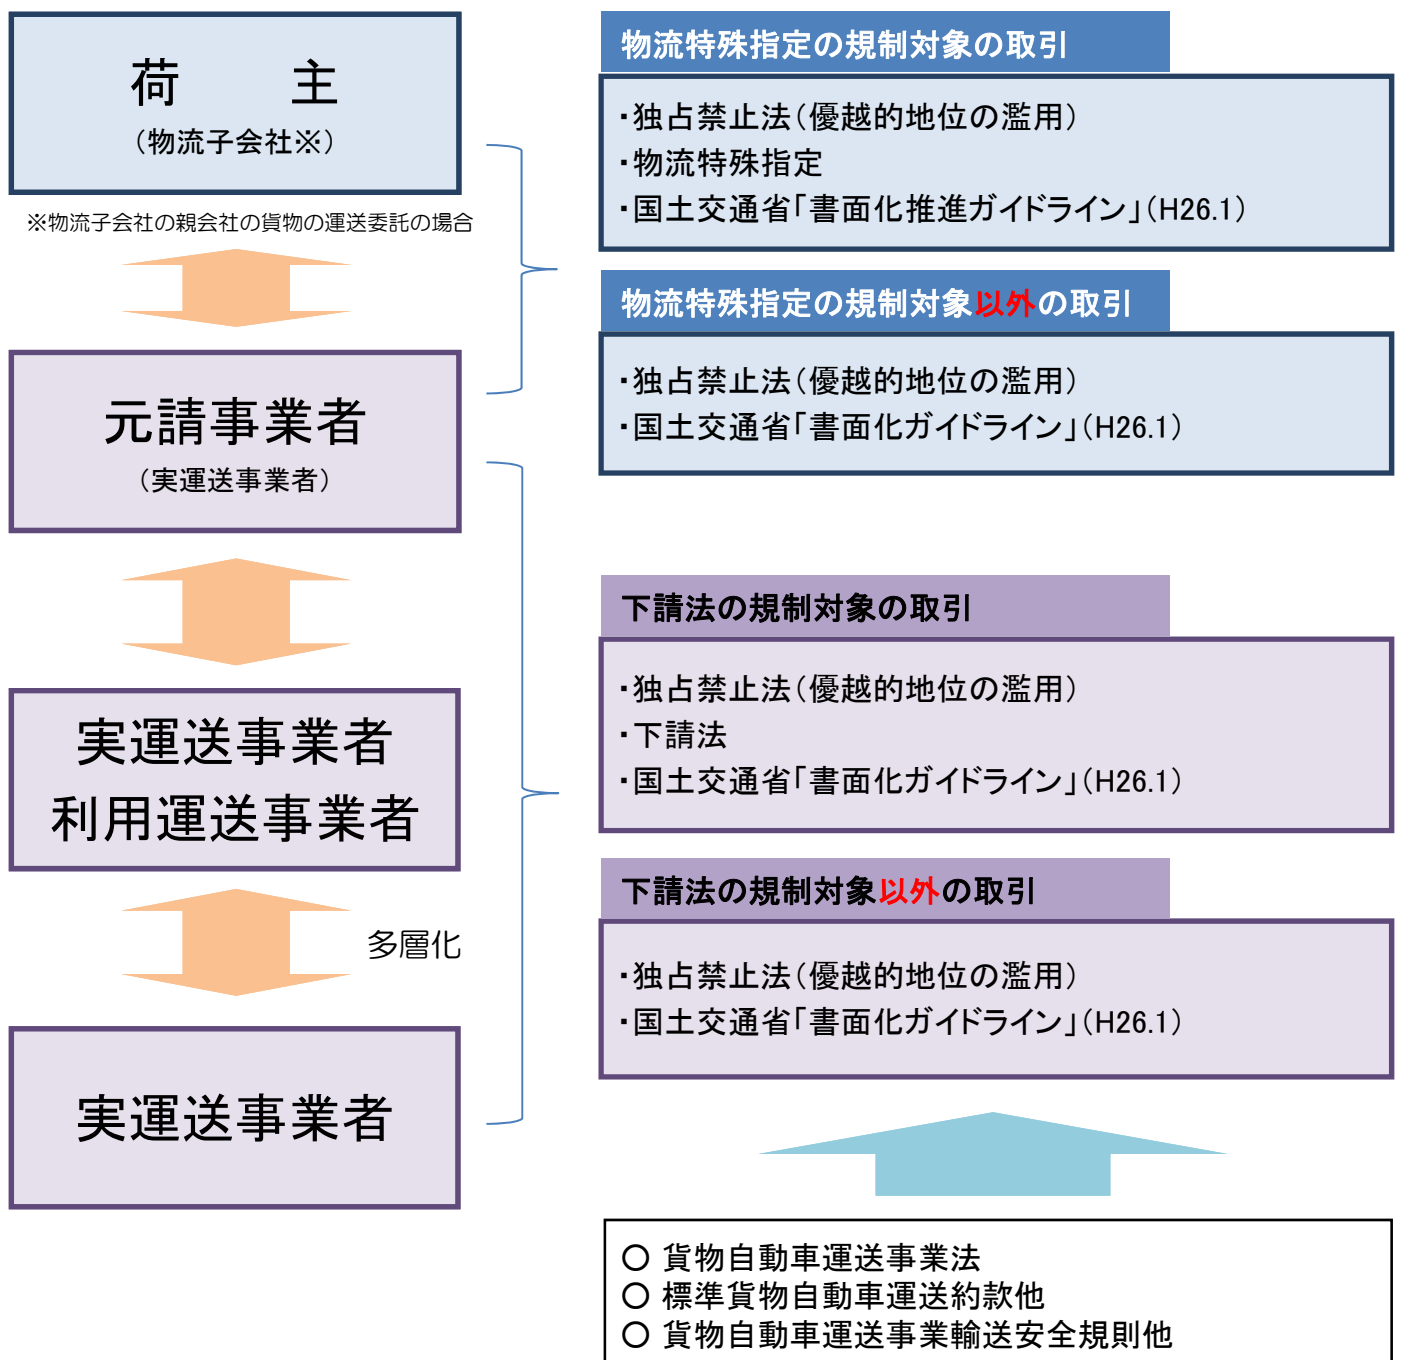 荷　　主
（物流子会社※）
※物流子会社の親会社の貨物の運送委託の場合
元請事業者
（実運送事業者）
実運送事業者
利用運送事業者
多層化
実運送事業者
物流特殊指定の規制対象の取引
・独占禁止法（優越的地位の濫用）
・物流特殊指定
・国土交通省「書面化推進ガイドライン」（H26.1）
物流特殊指定の規制対象以外の取引
・独占禁止法（優越的地位の濫用）
・国土交通省「書面化ガイドライン」（H26.1）
下請法の規制対象の取引
・独占禁止法（優越的地位の濫用）
・下請法
・国土交通省「書面化ガイドライン」（H26.1）
下請法の規制対象以外の取引
・独占禁止法（優越的地位の濫用）
・国土交通省「書面化ガイドライン」（H26.1）
○ 貨物自動車運送事業法
○ 標準貨物自動車運送約款他
○ 貨物自動車運送事業輸送安全規則他